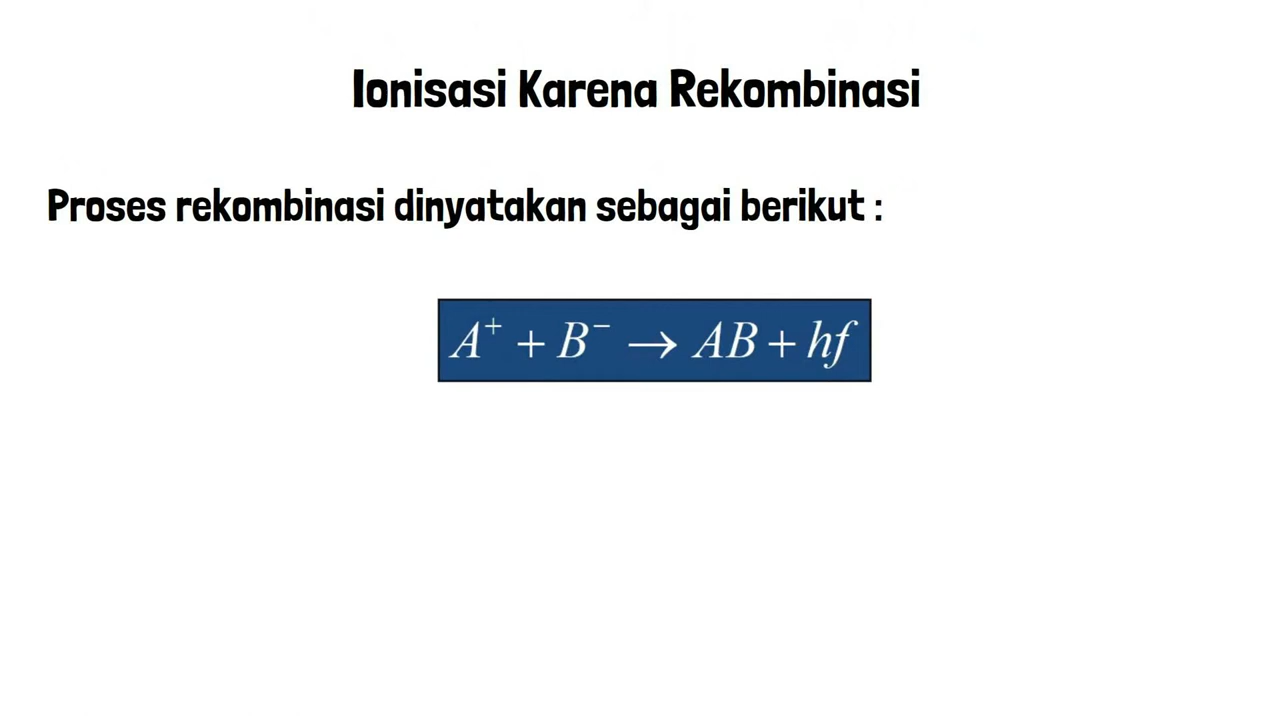 Ionisasi Karena Rekombinasi
Proses rekombinasi dinyatakan sebagai berikut :
A⁺ + B⁻ → AB + hf